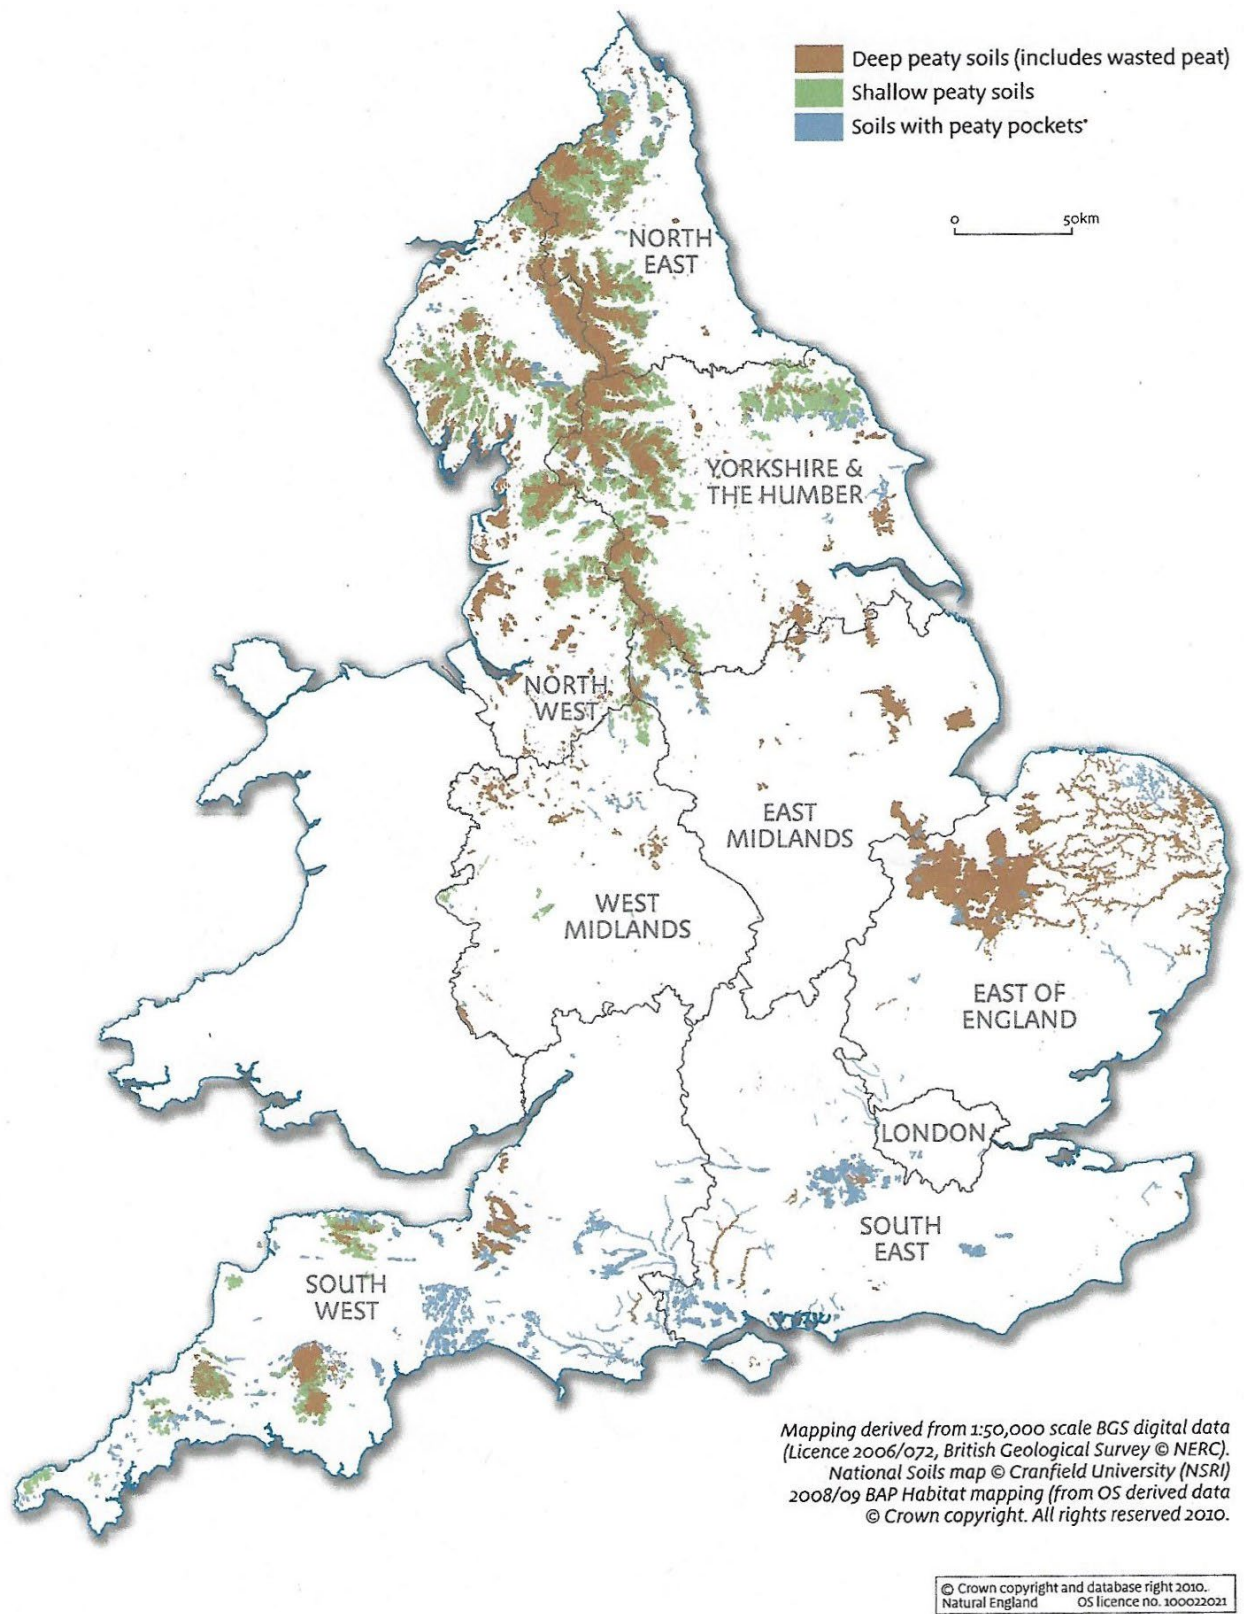 Deep peaty soils (includes wasted peat)
Shallow peaty soils
Soils with peaty pockets*
0 50km
NORTH
EAST
YORKSHIRE &
THE HUMBER
NORTH
WEST
EAST
MIDLANDS
WEST
MIDLANDS
EAST OF
ENGLAND
LONDON
SOUTH
EAST
SOUTH
WEST
Mapping derived from 1:50,000 scale BGS digital data
(Licence 2006/072, British Geological Survey © NERC).
National Soils map © Cranfield University (NSRI)
2008/09 BAP Habitat mapping (from OS derived data
© Crown copyright. All rights reserved 2010.
© Crown copyright and database right 2010.
Natural England OS licence no. 100022021